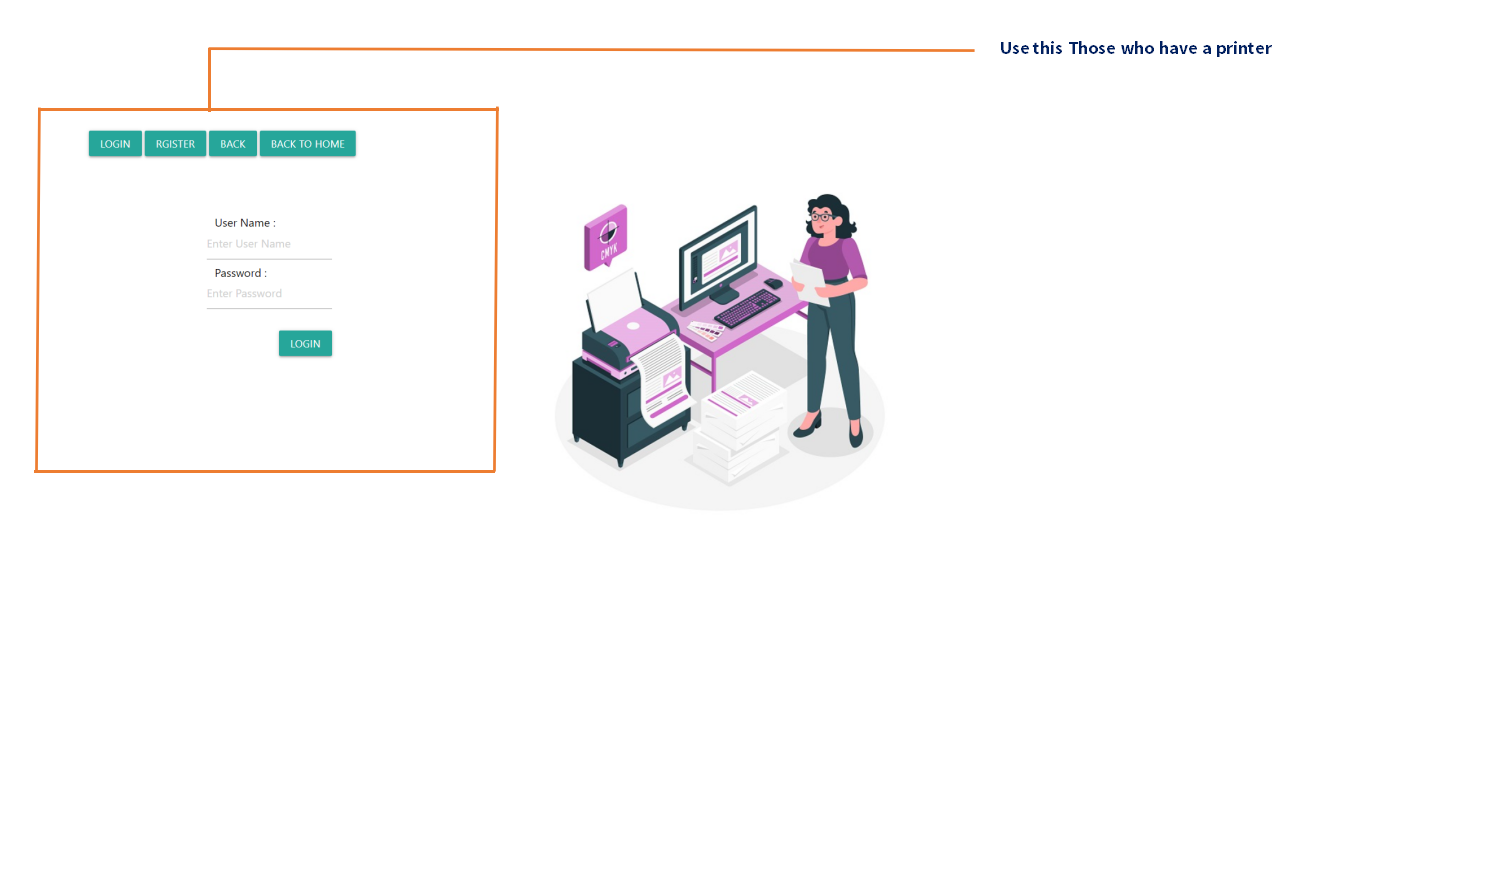 Use this Those who have a printer
LOGIN RGISTER BACK BACK TO HOME
User Name :
Enter User Name
Password :
Enter Password
LOGIN
CMYK